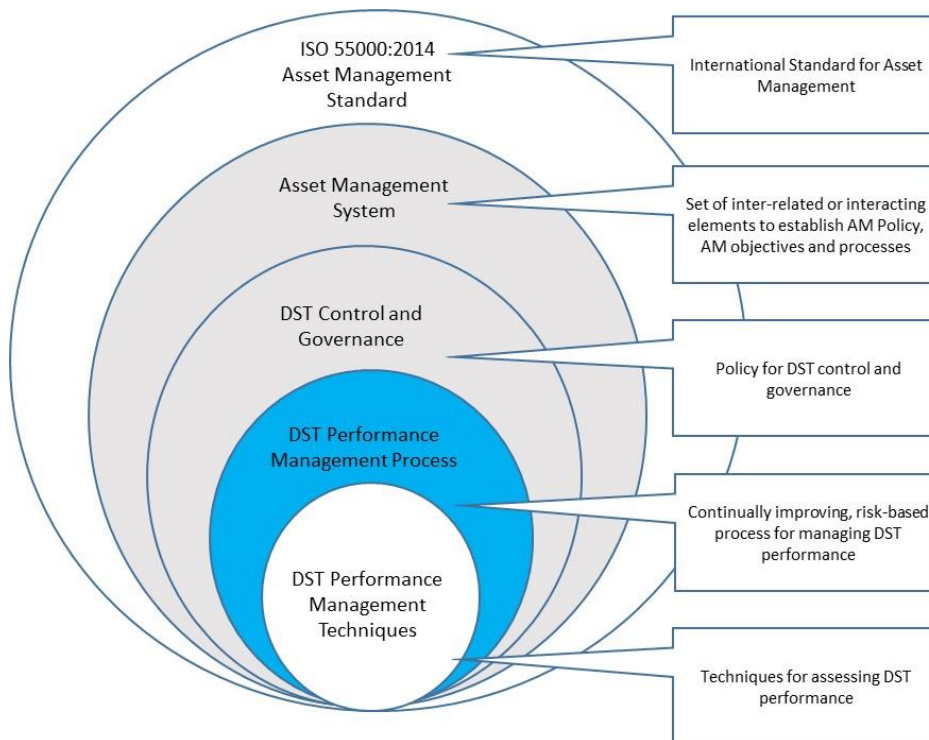 ISO 55000:2014
Asset Management
Standard
International Standard for Asset
Management
Asset Management
System
Set of inter-related or interacting
elements to establish AM Policy,
AM objectives and processes
DST Control and
Governance
Policy for DST control and
governance
DST Performance
Management Process
Continually improving, risk-based
process for managing DST
performance
DST Performance
Management
Techniques
Techniques for assessing DST
performance